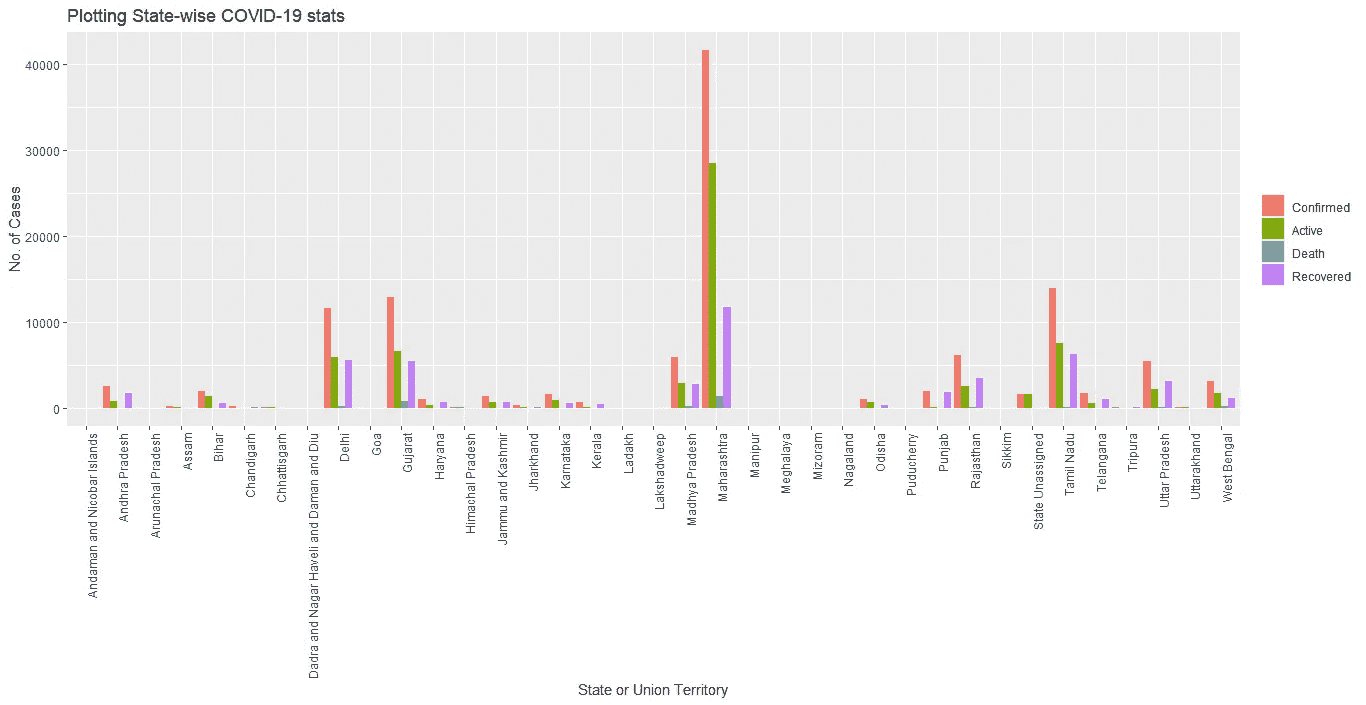 Plotting State-wise COVID-19 stats
No. of Cases
40000
30000
20000
10000
0
Confirmed
Active
Death
Recovered
Andaman and Nicobar Islands
Andhra Pradesh
Arunachal Pradesh
Assam
Bihar
Chandigarh
Chhattisgarh
Dadra and Nagar Haveli and Daman and Diu
Delhi
Goa
Gujarat
Haryana
Himachal Pradesh
Jammu and Kashmir
Jharkhand
Karnataka
Kerala
Ladakh
Lakshadweep
Madhya Pradesh
Maharashtra
Manipur
Meghalaya
Mizoram
Nagaland
Odisha
Puducherry
Punjab
Rajasthan
Sikkim
State Unassigned
Tamil Nadu
Telangana
Tripura
Uttar Pradesh
Uttarakhand
West Bengal
State or Union Territory